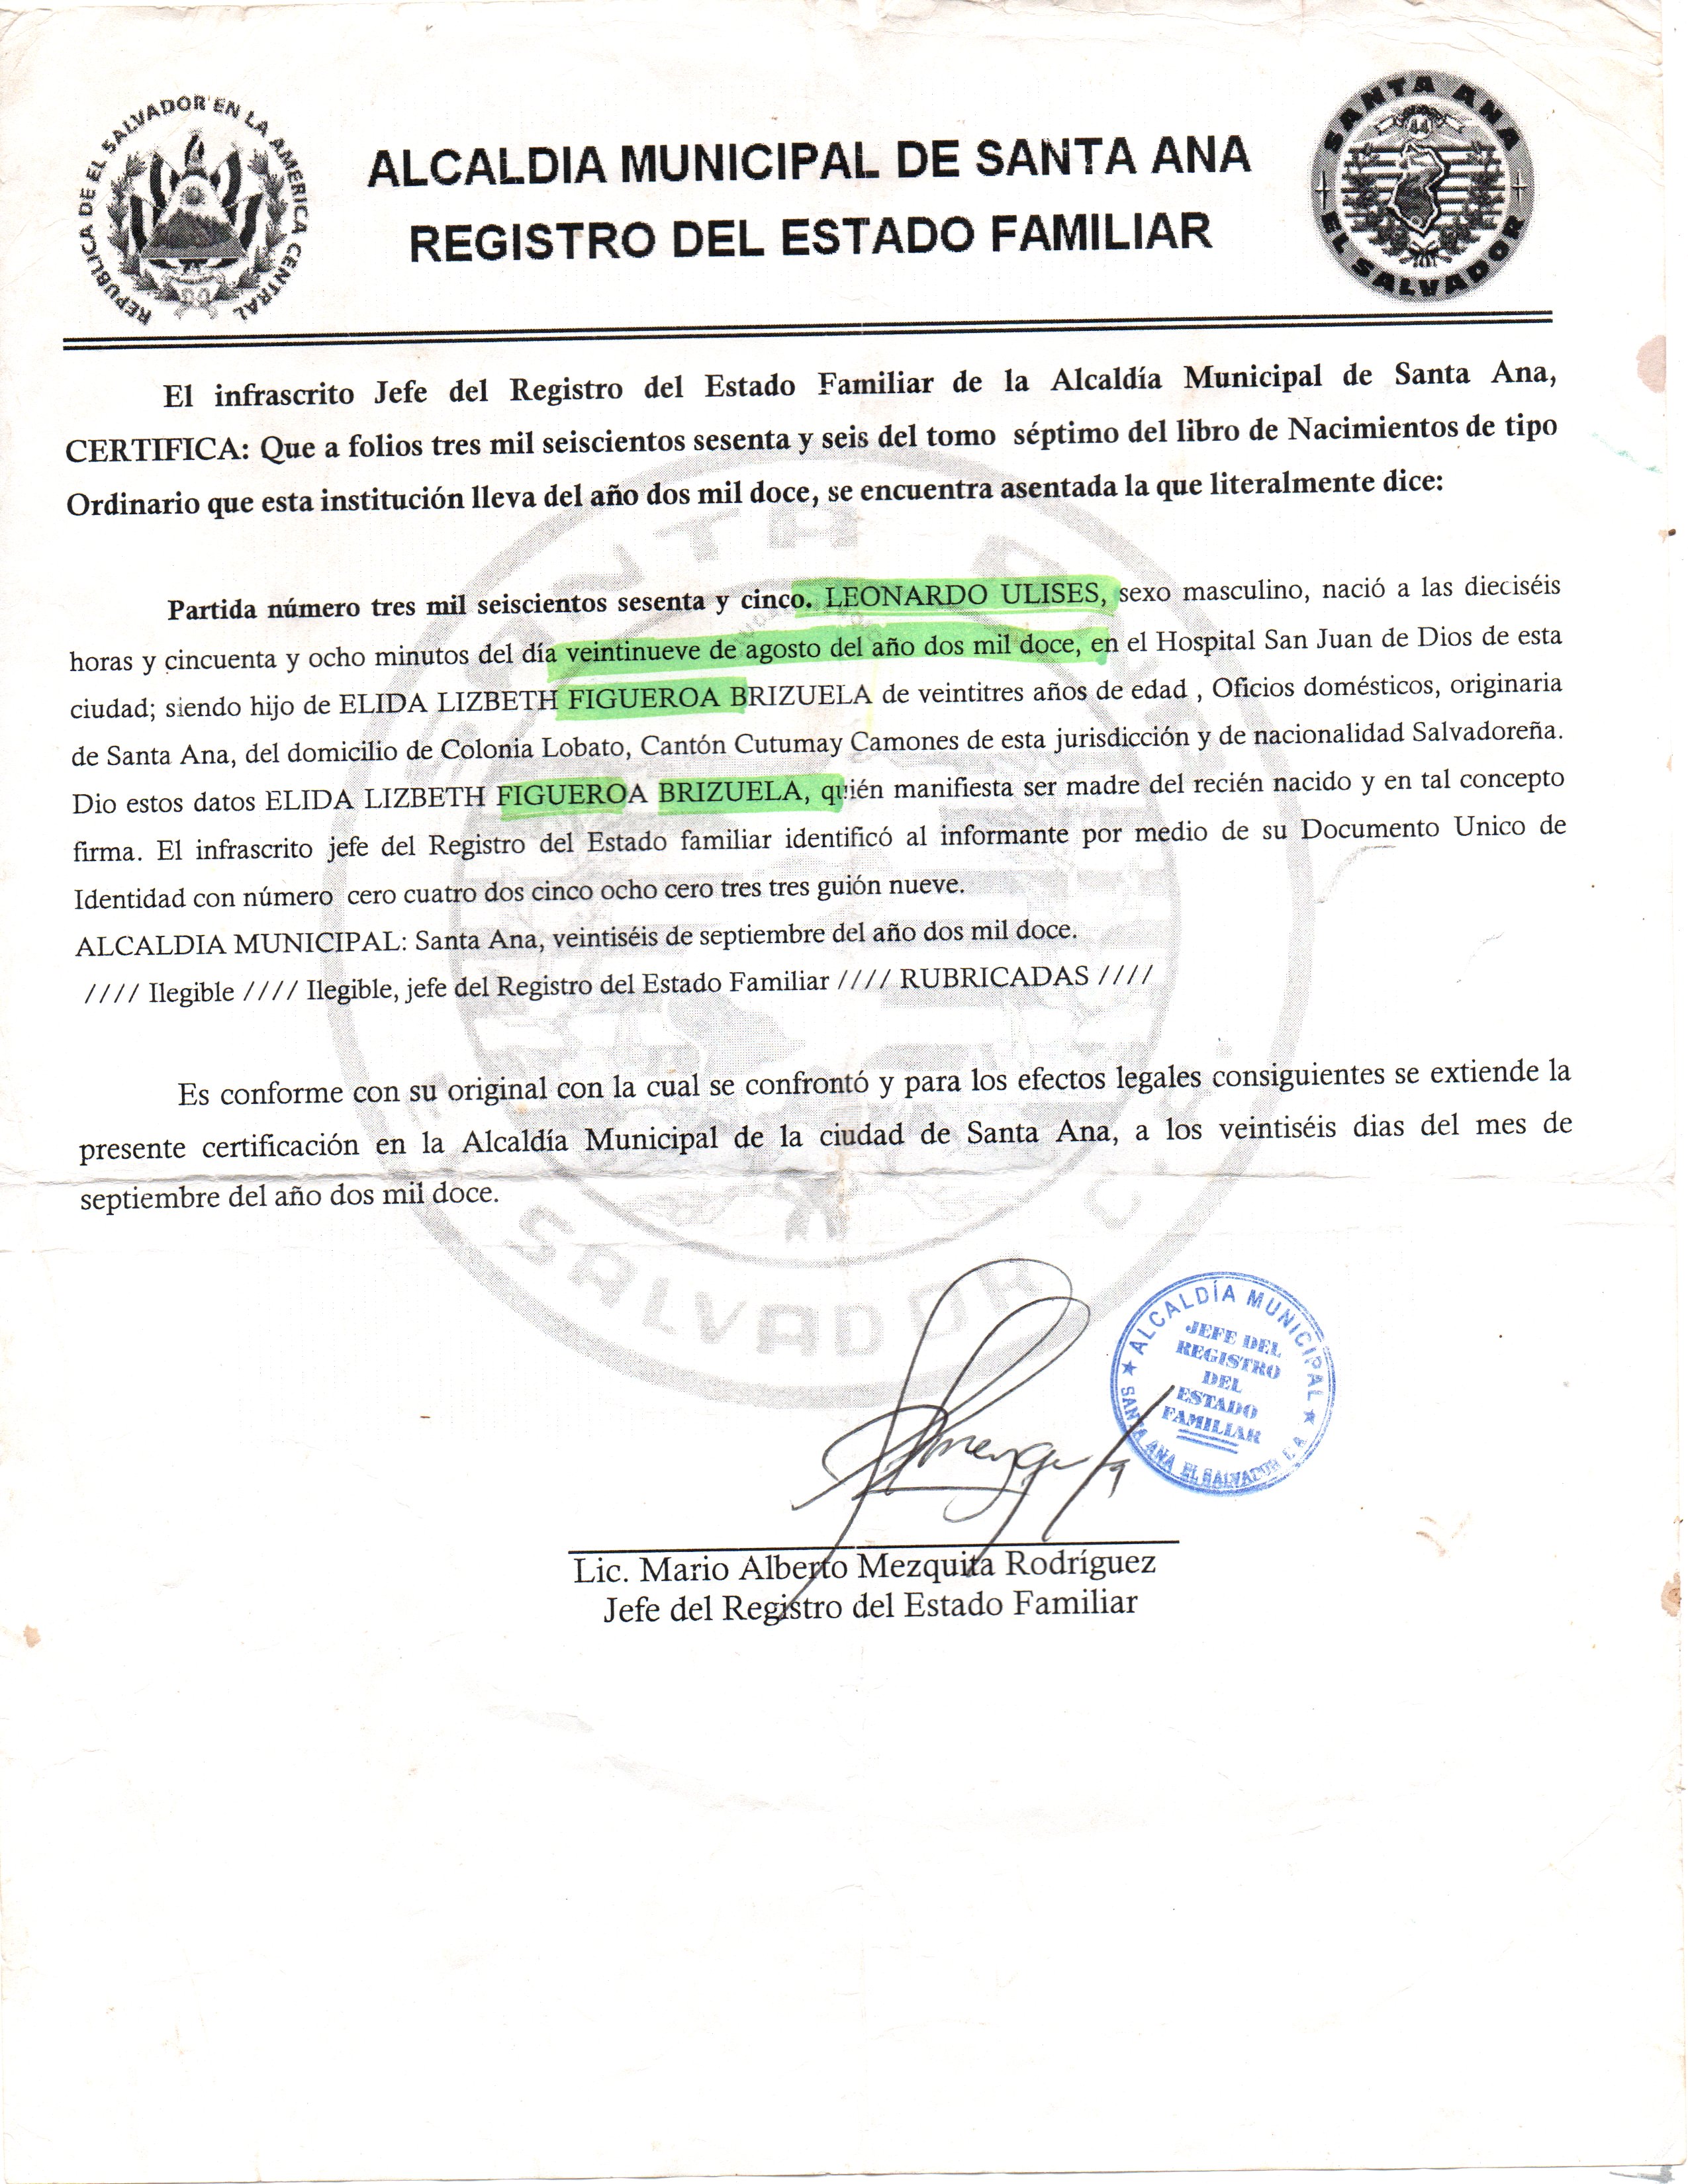 REPUBLICA DE EL SALVADOR EN LA AMERICA CENTRAL
ALCALDIA MUNICIPAL DE SANTA ANA
REGISTRO DEL ESTADO FAMILIAR
SANTA ANA
44
EL SALVADOR
El infrascrito Jefe del Registro del Estado Familiar de la Alcaldía Municipal de Santa Ana,
CERTIFICA: Que a folios tres mil seiscientos sesenta y seis del tomo séptimo del libro de Nacimientos de tipo
Ordinario que esta institución lleva del año dos mil doce, se encuentra asentada la que literalmente dice:
Partida número tres mil seiscientos sesenta y cinco. LEONARDO ULISES, sexo masculino, nació a las dieciséis
horas y cincuenta y ocho minutos del día veintinueve de agosto del año dos mil doce, en el Hospital San Juan de Dios de esta
ciudad; siendo hijo de ELIDA LIZBETH FIGUEROA BRIZUELA de veintitres años de edad , Oficios domésticos, originaria
de Santa Ana, del domicilio de Colonia Lobato, Cantón Cutumay Camones de esta jurisdicción y de nacionalidad Salvadoreña.
Dio estos datos ELIDA LIZBETH FIGUEROA BRIZUELA, quién manifiesta ser madre del recién nacido y en tal concepto
firma. El infrascrito jefe del Registro del Estado familiar identificó al informante por medio de su Documento Unico de
Identidad con número cero cuatro dos cinco ocho cero tres tres guión nueve.
ALCALDIA MUNICIPAL: Santa Ana, veintiséis de septiembre del año dos mil doce.
//// Ilegible //// Ilegible, jefe del Registro del Estado Familiar //// RUBRICADAS ////
Es conforme con su original con la cual se confrontó y para los efectos legales consiguientes se extiende la
presente certificación en la Alcaldía Municipal de la ciudad de Santa Ana, a los veintiséis dias del mes de
septiembre del año dos mil doce.
SALVADOR
ALCALDÍA MUNICIPAL
JEFE DEL
REGISTRO
DEL
ESTADO
FAMILIAR
SANTA ANA EL SALVADOR C.A.
Lic. Mario Alberto Mezquita Rodríguez
Jefe del Registro del Estado Familiar